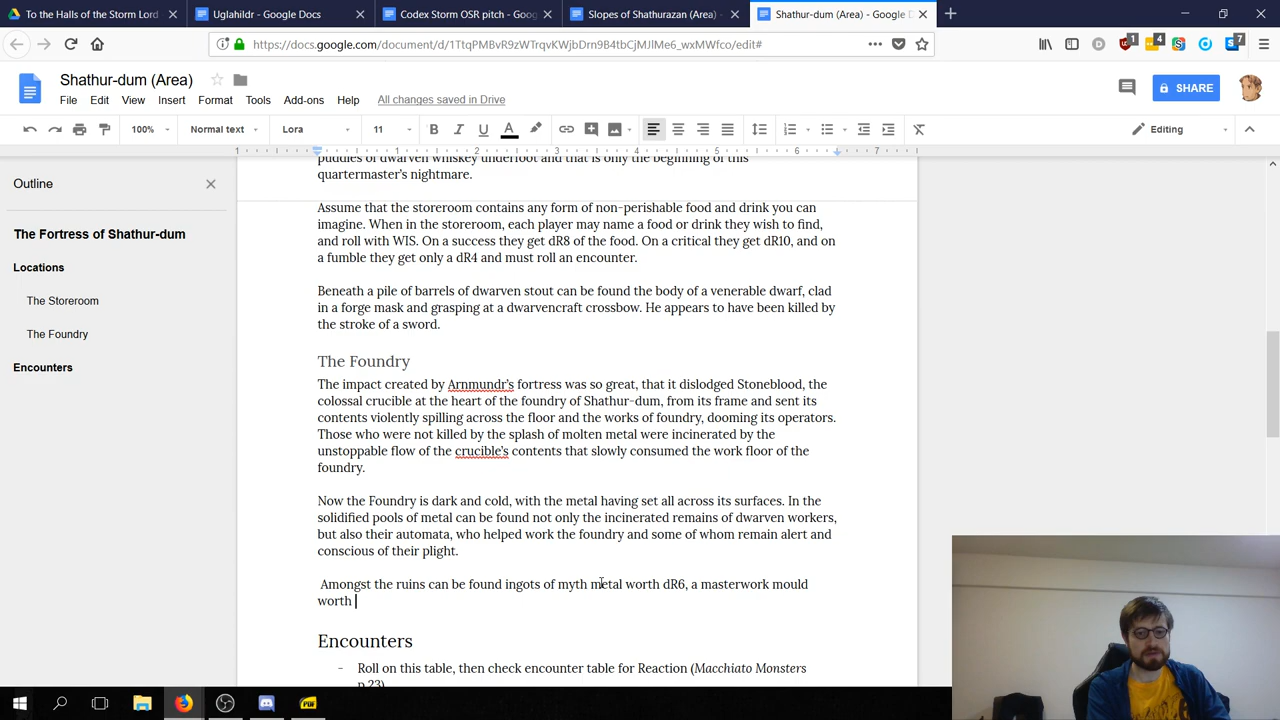 To the Halls of the Storm Lord
Uglahildr - Google Docs
Codex Storm OSR pitch - Goog
Slopes of Shathurazan (Area) -
Shathur-dum (Area) - Google D
https://docs.google.com/document/d/1TtqPMBvR9zWTrqvKWjbDrn9B4tbCjMJlMe6_wxMWfco/edit#
1
4
7
Shathur-dum (Area)
File Edit View Insert Format Tools Add-ons Help All changes saved in Drive
SHARE
100% Normal text Lora 11 B I U A Editing
1 1 2 3 4 5 6 7
Outline
The Fortress of Shathur-dum
Locations
The Storeroom
The Foundry
Encounters
puddles of dwarven whiskey underfoot and that is only the beginning of this
quartermaster's nightmare.
Assume that the storeroom contains any form of non-perishable food and drink you can
imagine. When in the storeroom, each player may name a food or drink they wish to find,
and roll with WIS. On a success they get dR8 of the food. On a critical they get dR10, and on
a fumble they get only a dR4 and must roll an encounter.
Beneath a pile of barrels of dwarven stout can be found the body of a venerable dwarf, clad
in a forge mask and grasping at a dwarvencraft crossbow. He appears to have been killed by
the stroke of a sword.
The Foundry
The impact created by Arnmundr's fortress was so great, that it dislodged Stoneblood, the
colossal crucible at the heart of the foundry of Shathur-dum, from its frame and sent its
contents violently spilling across the floor and the works of foundry, dooming its operators.
Those who were not killed by the splash of molten metal were incinerated by the
unstoppable flow of the crucible's contents that slowly consumed the work floor of the
foundry.
Now the Foundry is dark and cold, with the metal having set all across its surfaces. In the
solidified pools of metal can be found not only the incinerated remains of dwarven workers,
but also their automata, who helped work the foundry and some of whom remain alert and
conscious of their plight.
Amongst the ruins can be found ingots of myth metal worth dR6, a masterwork mould
worth
Encounters
- Roll on this table, then check encounter table for Reaction (Macchiato Monsters
p.23)
PDF